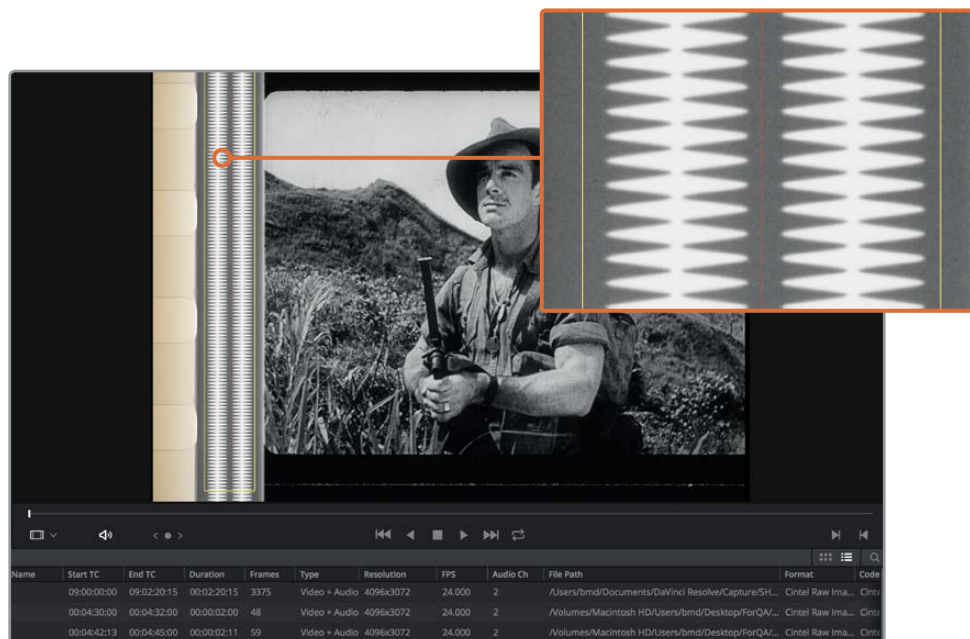 Name Start TC End TC Duration Frames Type Resolution FPS Audio Ch File Path Format Code
09:00:00:00 09:02:20:15 00:02:20:15 3375 Video + Audio 4096x3072 24.000 2 /Users/bmd/Documents/DaVinci Resolve/Capture/SH... Cintel Raw Ima... Cinte
00:04:30:00 00:04:32:00 00:00:02:00 48 Video + Audio 4096x3072 24.000 2 /Volumes/Macintosh HD/Users/bmd/Desktop/ForQA/... Cintel Raw Ima... Cinte
00:04:42:13 00:04:45:00 00:00:02:11 59 Video + Audio 4096x3072 24.000 2 /Volumes/Macintosh HD/Users/bmd/Desktop/ForQA/... Cintel Raw Ima... Cinte